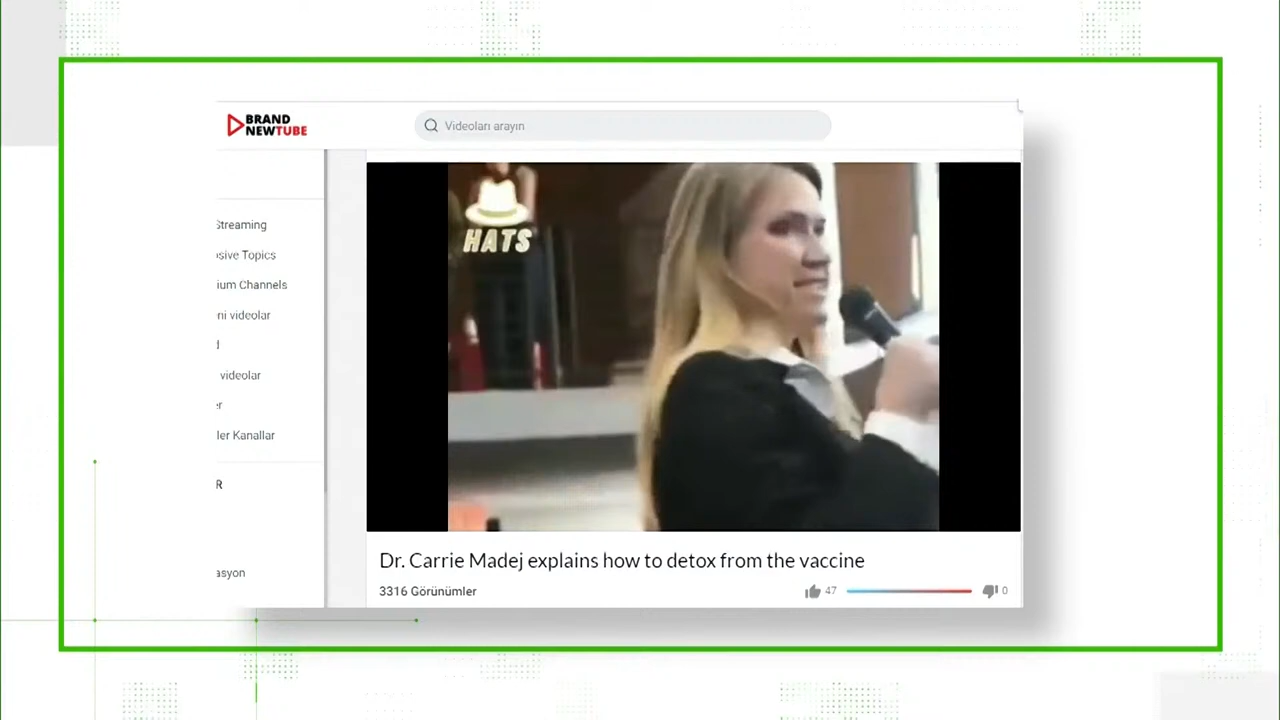 BRAND
NEWTUBE
Videoları arayın
HATS
Streaming
sive Topics
ium Channels
ni videolar
videolar
er
ler Kanallar
R
asyon
Dr. Carrie Madej explains how to detox from the vaccine
3316 Görünümler
47
0